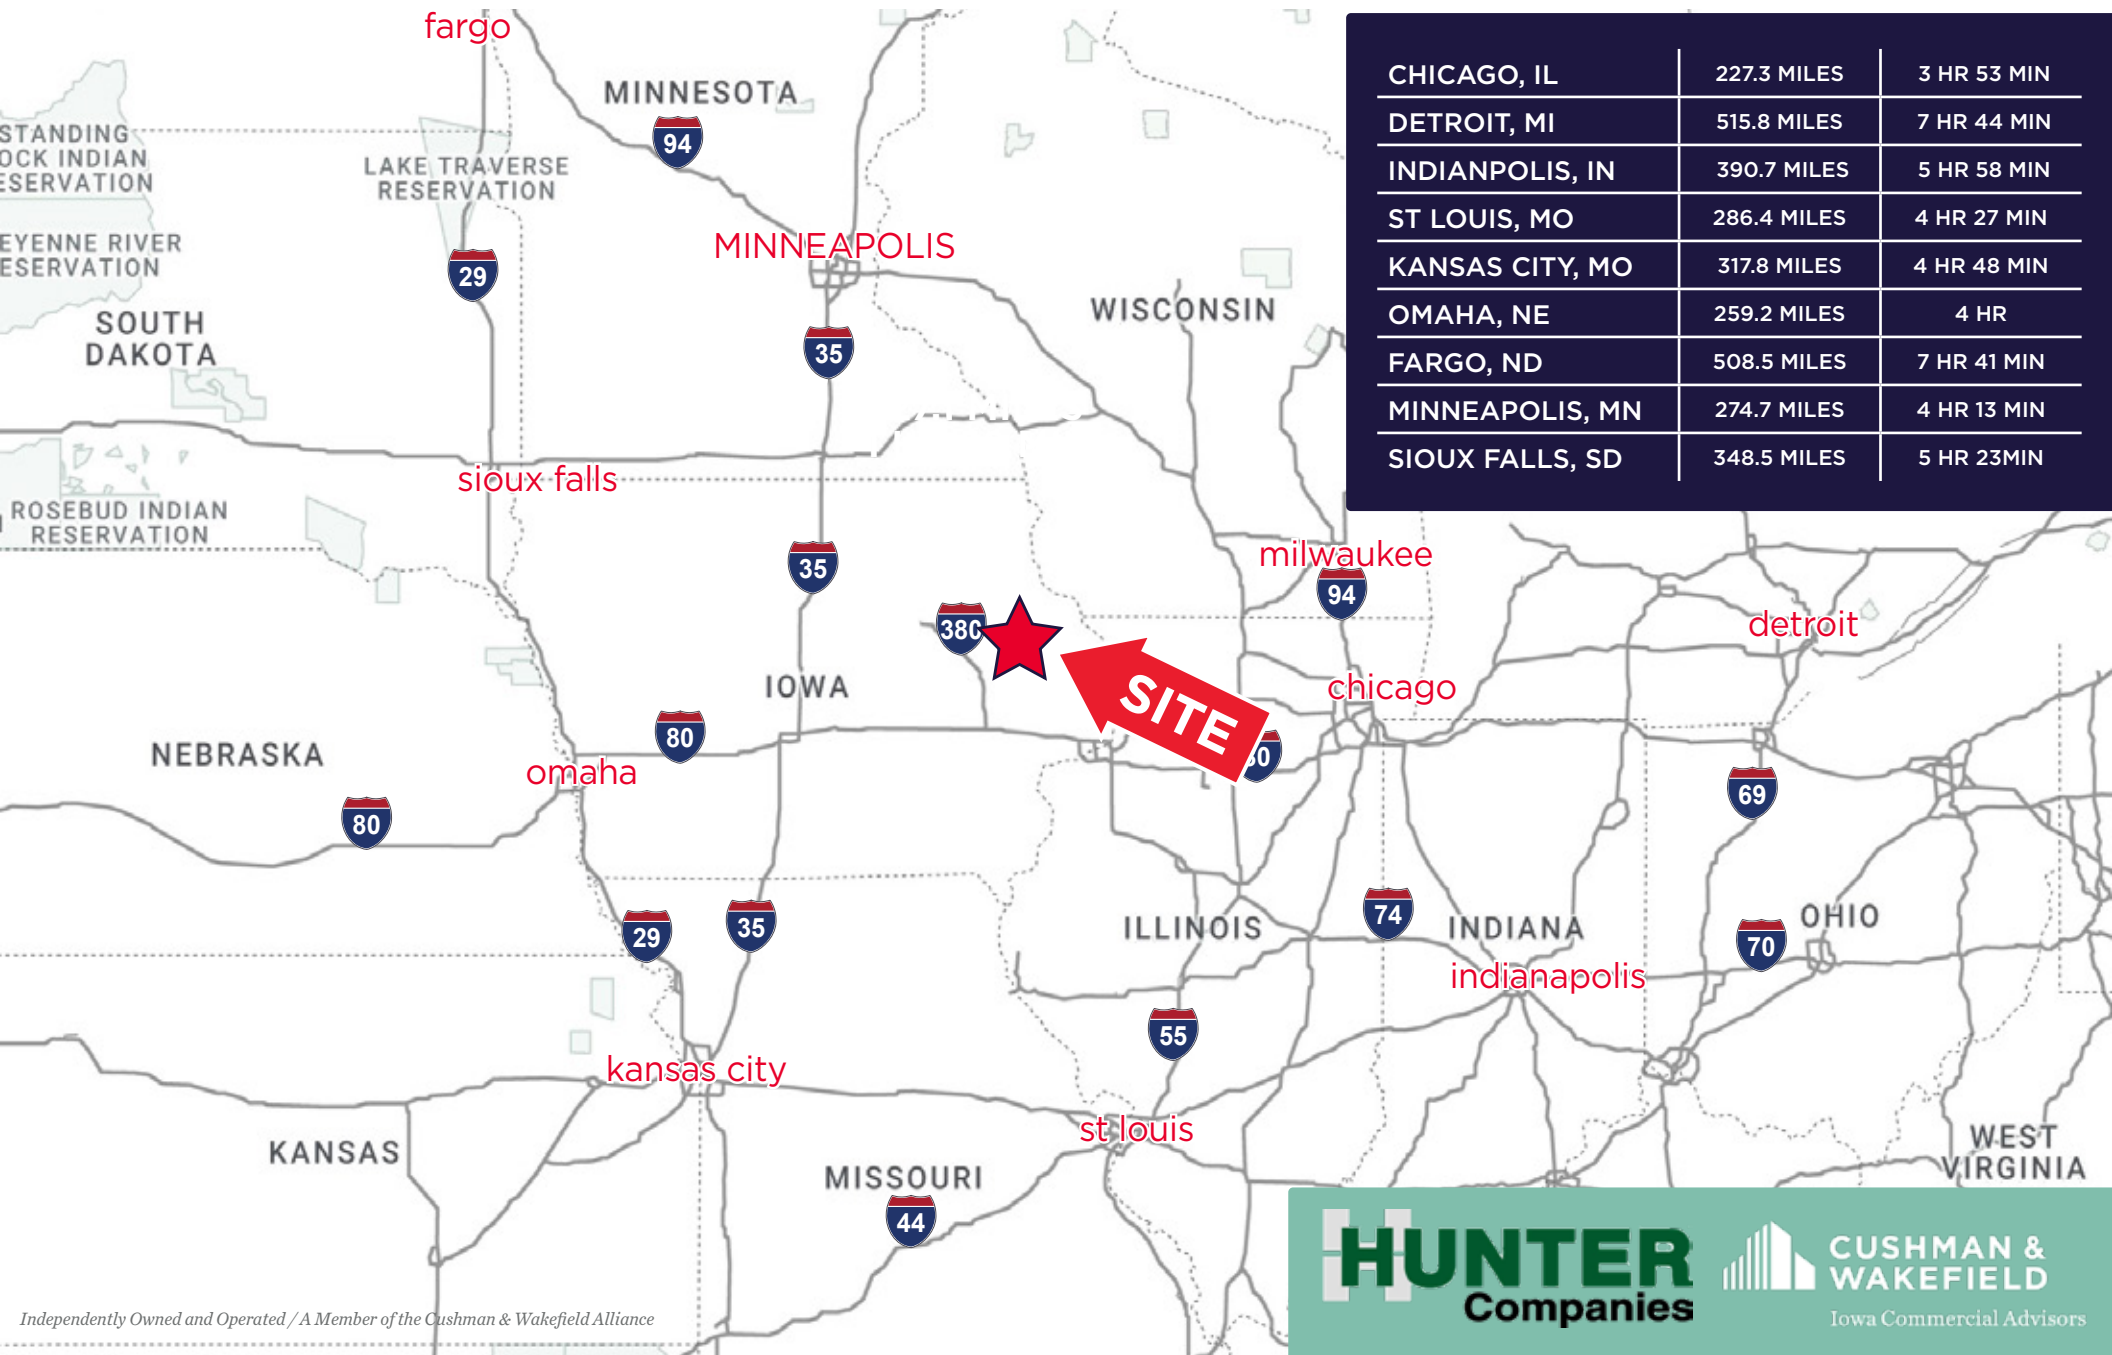 fargo
MINNESOTA
94
STANDING
OCK INDIAN
ESERVATION
LAKE TRAVERSE
RESERVATION
EYENNE RIVER
ESERVATION
29
MINNEAPOLIS
SOUTH
DAKOTA
35
WISCONSIN
CHICAGO, IL 227.3 MILES 3 HR 53 MIN
DETROIT, MI 515.8 MILES 7 HR 44 MIN
INDIANPOLIS, IN 390.7 MILES 5 HR 58 MIN
ST LOUIS, MO 286.4 MILES 4 HR 27 MIN
KANSAS CITY, MO 317.8 MILES 4 HR 48 MIN
OMAHA, NE 259.2 MILES 4 HR
FARGO, ND 508.5 MILES 7 HR 41 MIN
MINNEAPOLIS, MN 274.7 MILES 4 HR 13 MIN
SIOUX FALLS, SD 348.5 MILES 5 HR 23MIN
sioux falls
ROSEBUD INDIAN
RESERVATION
35
milwaukee
94
380
detroit
IOWA
SITE
chicago
80
80
NEBRASKA
omaha
80
69
29
35
ILLINOIS
74
INDIANA
OHIO
70
indianapolis
55
kansas city
st louis
KANSAS
MISSOURI
44
WEST
VIRGINIA
HUNTER
Companies
CUSHMAN &
WAKEFIELD
Iowa Commercial Advisors
Independently Owned and Operated / A Member of the Cushman & Wakefield Alliance